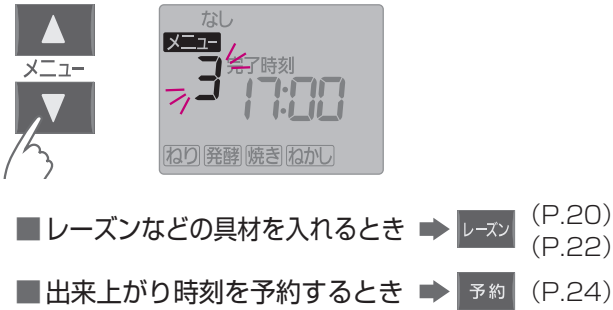 なし
メニュー
メニュー
3 完了時刻
17:00
ねり 発酵 焼き ねかし
■レーズンなどの具材を入れるとき ➡ レーズン (P.20)
(P.22)
■出来上がり時刻を予約するとき ➡ 予約 (P.24)